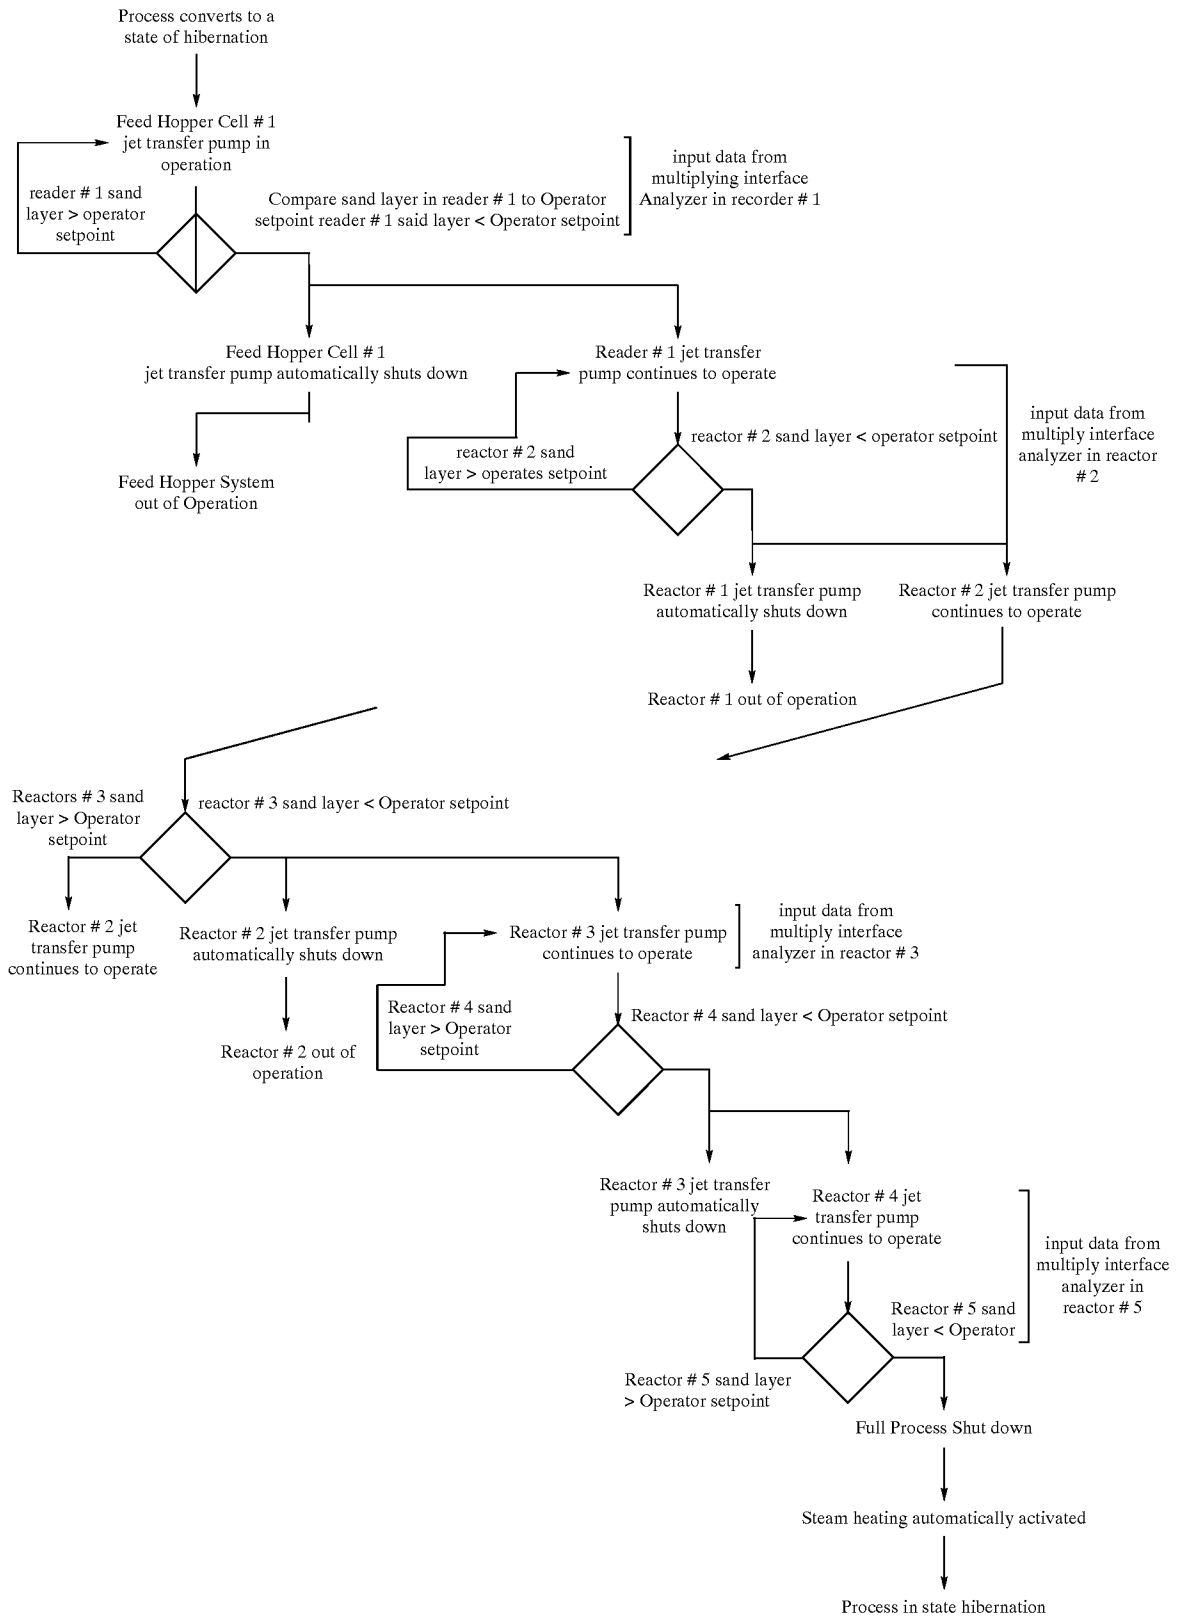 Process converts to a
state of hibernation
Feed Hopper Cell # 1
jet transfer pump in
operation
reader # 1 sand
layer > operator
setpoint
Compare sand layer in reader # 1 to Operator
setpoint reader # 1 said layer < Operator setpoint
input data from
multiplying interface
Analyzer in recorder # 1
Feed Hopper Cell # 1
jet transfer pump automatically shuts down
Reader # 1 jet transfer
pump continues to operate
Feed Hopper System
out of Operation
reactor # 2 sand
layer > operates setpoint
reactor # 2 sand layer < operator setpoint
input data from
multiply interface
analyzer in reactor
# 2
Reactor # 1 jet transfer pump
automatically shuts down
Reactor # 2 jet transfer pump
continues to operate
Reactor # 1 out of operation
Reactors # 3 sand
layer > Operator
setpoint
reactor # 3 sand layer < Operator setpoint
Reactor # 2 jet
transfer pump
continues to operate
Reactor # 2 jet transfer pump
automatically shuts down
Reactor # 3 jet transfer pump
continues to operate
input data from
multiply interface
analyzer in reactor # 3
Reactor # 2 out of
operation
Reactor # 4 sand
layer > Operator
setpoint
Reactor # 4 sand layer < Operator setpoint
Reactor # 3 jet transfer
pump automatically
shuts down
Reactor # 4 jet
transfer pump
continues to operate
input data from
multiply interface
analyzer in
reactor # 5
Reactor # 5 sand
layer < Operator
Reactor # 5 sand layer
> Operator setpoint
Full Process Shut down
Steam heating automatically activated
Process in state hibernation